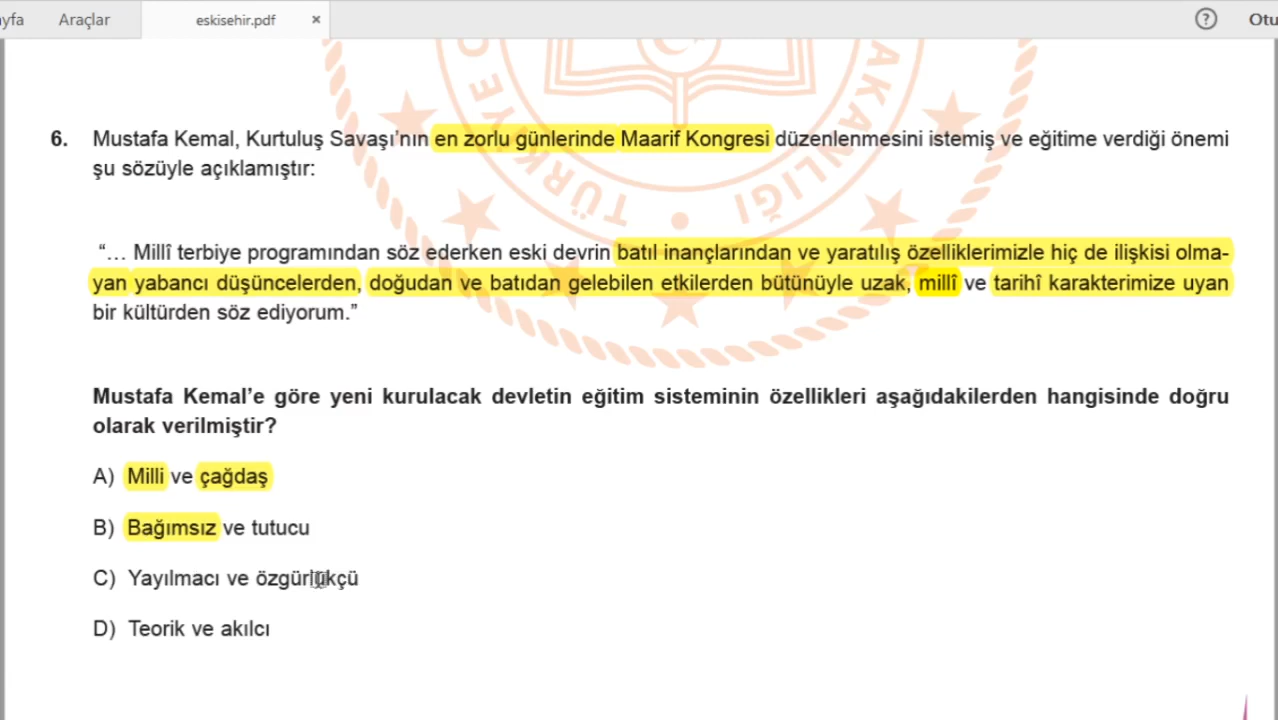 yfa Araçlar eskisehir.pdf × ? Otu
AKANLIĞI
TÜRKİYE C
6. Mustafa Kemal, Kurtuluş Savaşı’nın en zorlu günlerinde Maarif Kongresi düzenlenmesini istemiş ve eğitime verdiği önemi
şu sözüyle açıklamıştır:
“… Millî terbiye programından söz ederken eski devrin batıl inançlarından ve yaratılış özelliklerimizle hiç de ilişkisi olma-
yan yabancı düşüncelerden, doğudan ve batıdan gelebilen etkilerden bütünüyle uzak, millî ve tarihî karakterimize uyan
bir kültürden söz ediyorum.”
Mustafa Kemal’e göre yeni kurulacak devletin eğitim sisteminin özellikleri aşağıdakilerden hangisinde doğru
olarak verilmiştir?
A) Milli ve çağdaş
B) Bağımsız ve tutucu
C) Yayılmacı ve özgürlükçü
D) Teorik ve akılcı